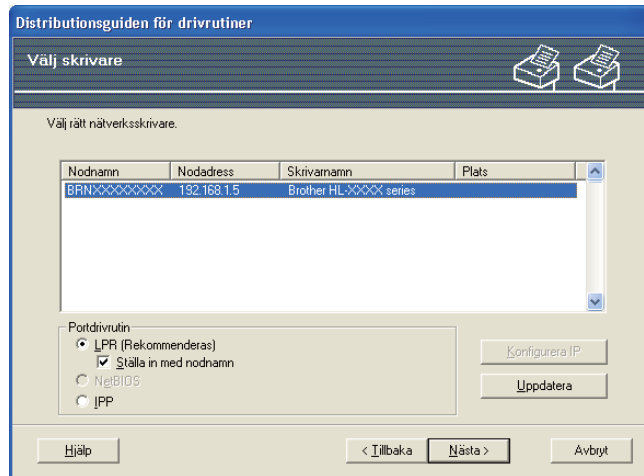 Distributionsguiden för drivrutiner
Välj skrivare
Välj rätt nätverksskrivare.
Nodnamn Nodadress Skrivarnamn Plats
BRNXXXXXXXX 192.168.1.5 Brother HL-XXXX series
Portdrivrutin
LPR (Rekommenderas)
Ställa in med nodnamn
NetBIOS
IPP
Konfigurera IP
Uppdatera
Hjälp < Tillbaka Nästa > Avbryt